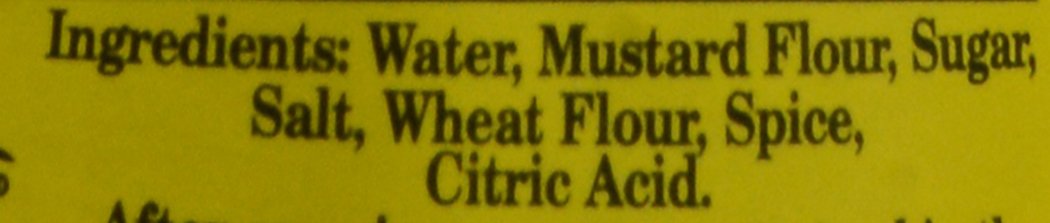 Ingredients: Water, Mustard Flour, Sugar,
Salt, Wheat Flour, Spice,
Citric Acid.